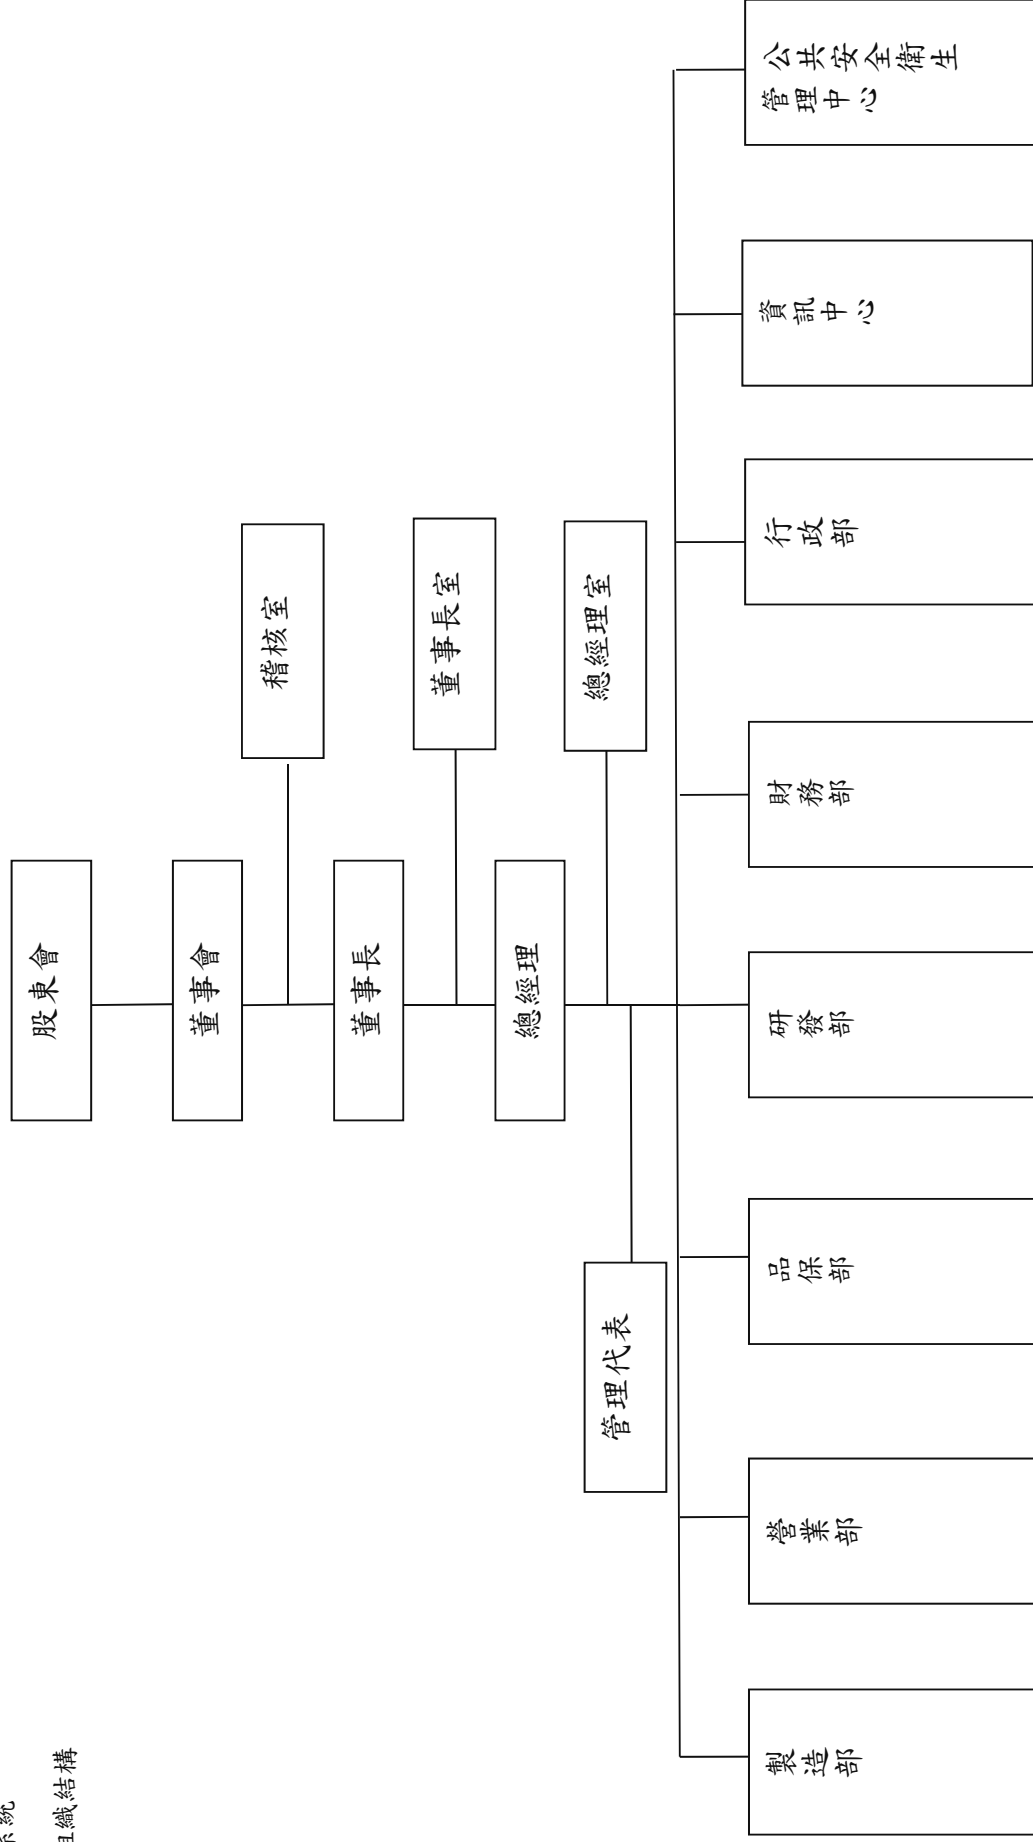 系統
組織結構
股東會
董事會
稽核室
董事長
董事長室
總經理
總經理室
管理代表
製造部
營業部
品保部
研發部
財務部
行政部
資訊中心
公共安全衛生
管理中心